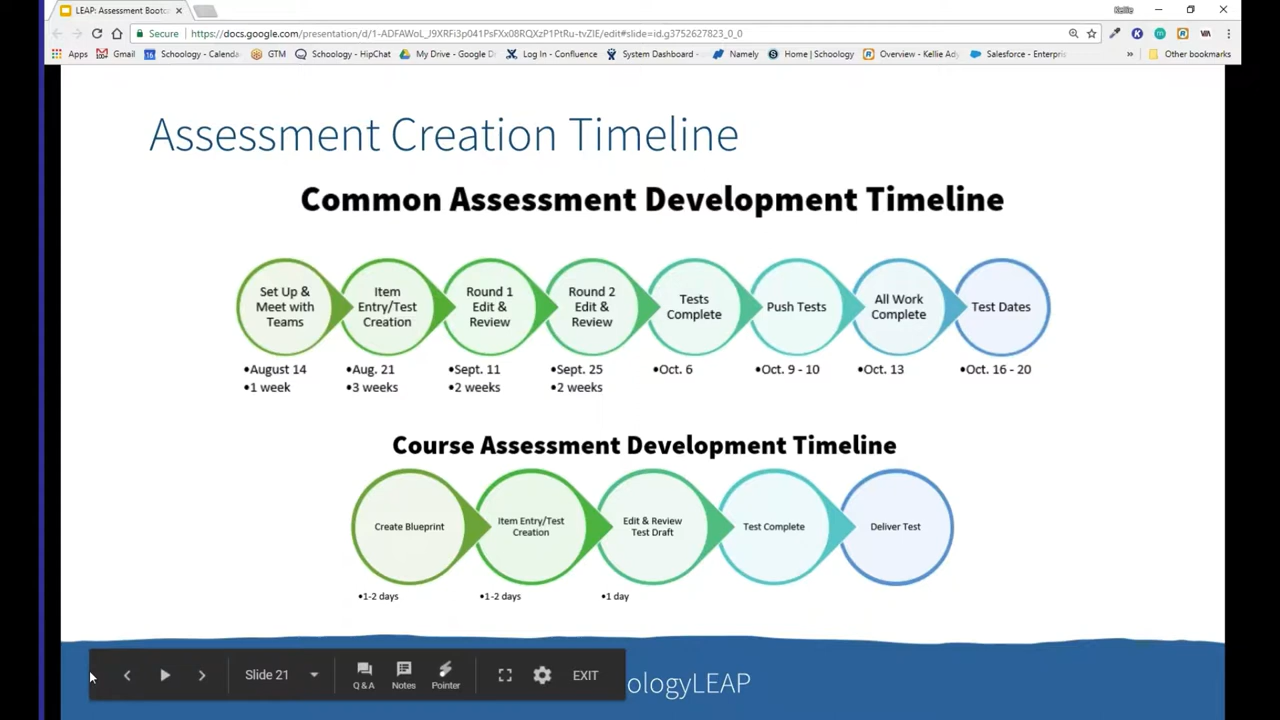 LEAP: Assessment Bootc
Kellie
Secure
https://docs.google.com/presentation/d/1-ADFAWoL_J9XRFi3p041PsFXx08RQXzP1PtRu-tvZIE/edit#slide=id.g3752627823_0_0
Apps Gmail Schoology - Calenda GTM Schoology - HipChat My Drive - Google D Log In - Confluence System Dashboard - Namely Home | Schoology Overview - Kellie Ady Salesforce - Enterpris » Other bookmarks
Assessment Creation Timeline
Common Assessment Development Timeline
Set Up &
Meet with
Teams
•August 14
•1 week
Item
Entry/Test
Creation
•Aug. 21
•3 weeks
Round 1
Edit &
Review
•Sept. 11
•2 weeks
Round 2
Edit &
Review
•Sept. 25
•2 weeks
Tests
Complete
•Oct. 6
Push Tests
•Oct. 9 - 10
All Work
Complete
•Oct. 13
Test Dates
•Oct. 16 - 20
Course Assessment Development Timeline
Create Blueprint
•1-2 days
Item Entry/Test
Creation
•1-2 days
Edit & Review
Test Draft
•1 day
Test Complete
Deliver Test
Slide 21
Q & A
Notes
Pointer
EXIT
ologyLEAP